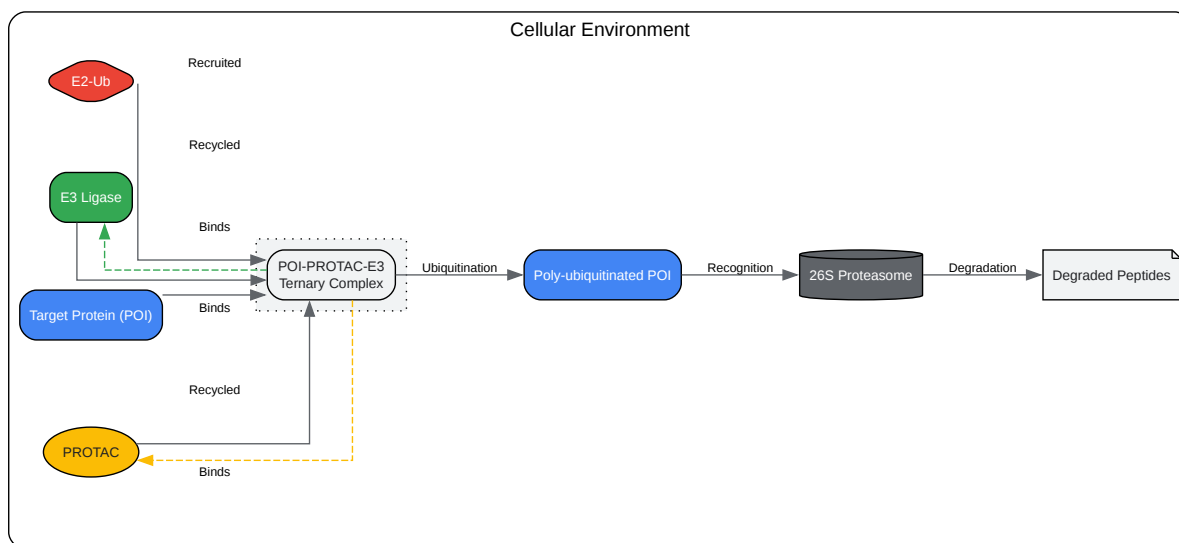 Cellular Environment
Recruited
E2-Ub
Recycled
E3 Ligase
Binds
POI-PROTAC-E3
Ternary Complex
Ubiquitination
Poly-ubiquitinated POI
Recognition
26S Proteasome
Degradation
Degraded Peptides
Target Protein (POI)
Binds
Recycled
PROTAC
Binds